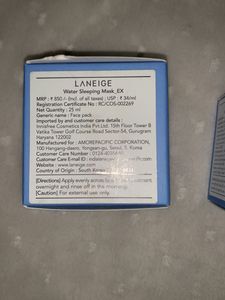 LANEIGE
Water Sleeping Mask_EX
MRP : ₹ 850 /- (Incl. of all taxes) ; USP : ₹ 34/ml
Registration Certificate No : RC/COS-002269
Net Quantity : 25 ml
Generic Name : Face pack
Imported and customer care details :
Innisfree Cosmetics India Pvt Ltd. 15th Floor Tower B
Vatika Tower Golf Course Road Sector-54, Gurugram
Haryana 122002
Manufactured for : AMOREPACIFIC CORPORATION,
100 Hangang-daero, Yongsan-gu, Seoul, S. Korea
Customer Care Number : 0124-
Customer Care Email ID :
Website : www.laneige.com
Country of Origin : South Korea
[Directions] Apply evenly across
overnight and rinse off in the morning.
[Caution] For external use only.